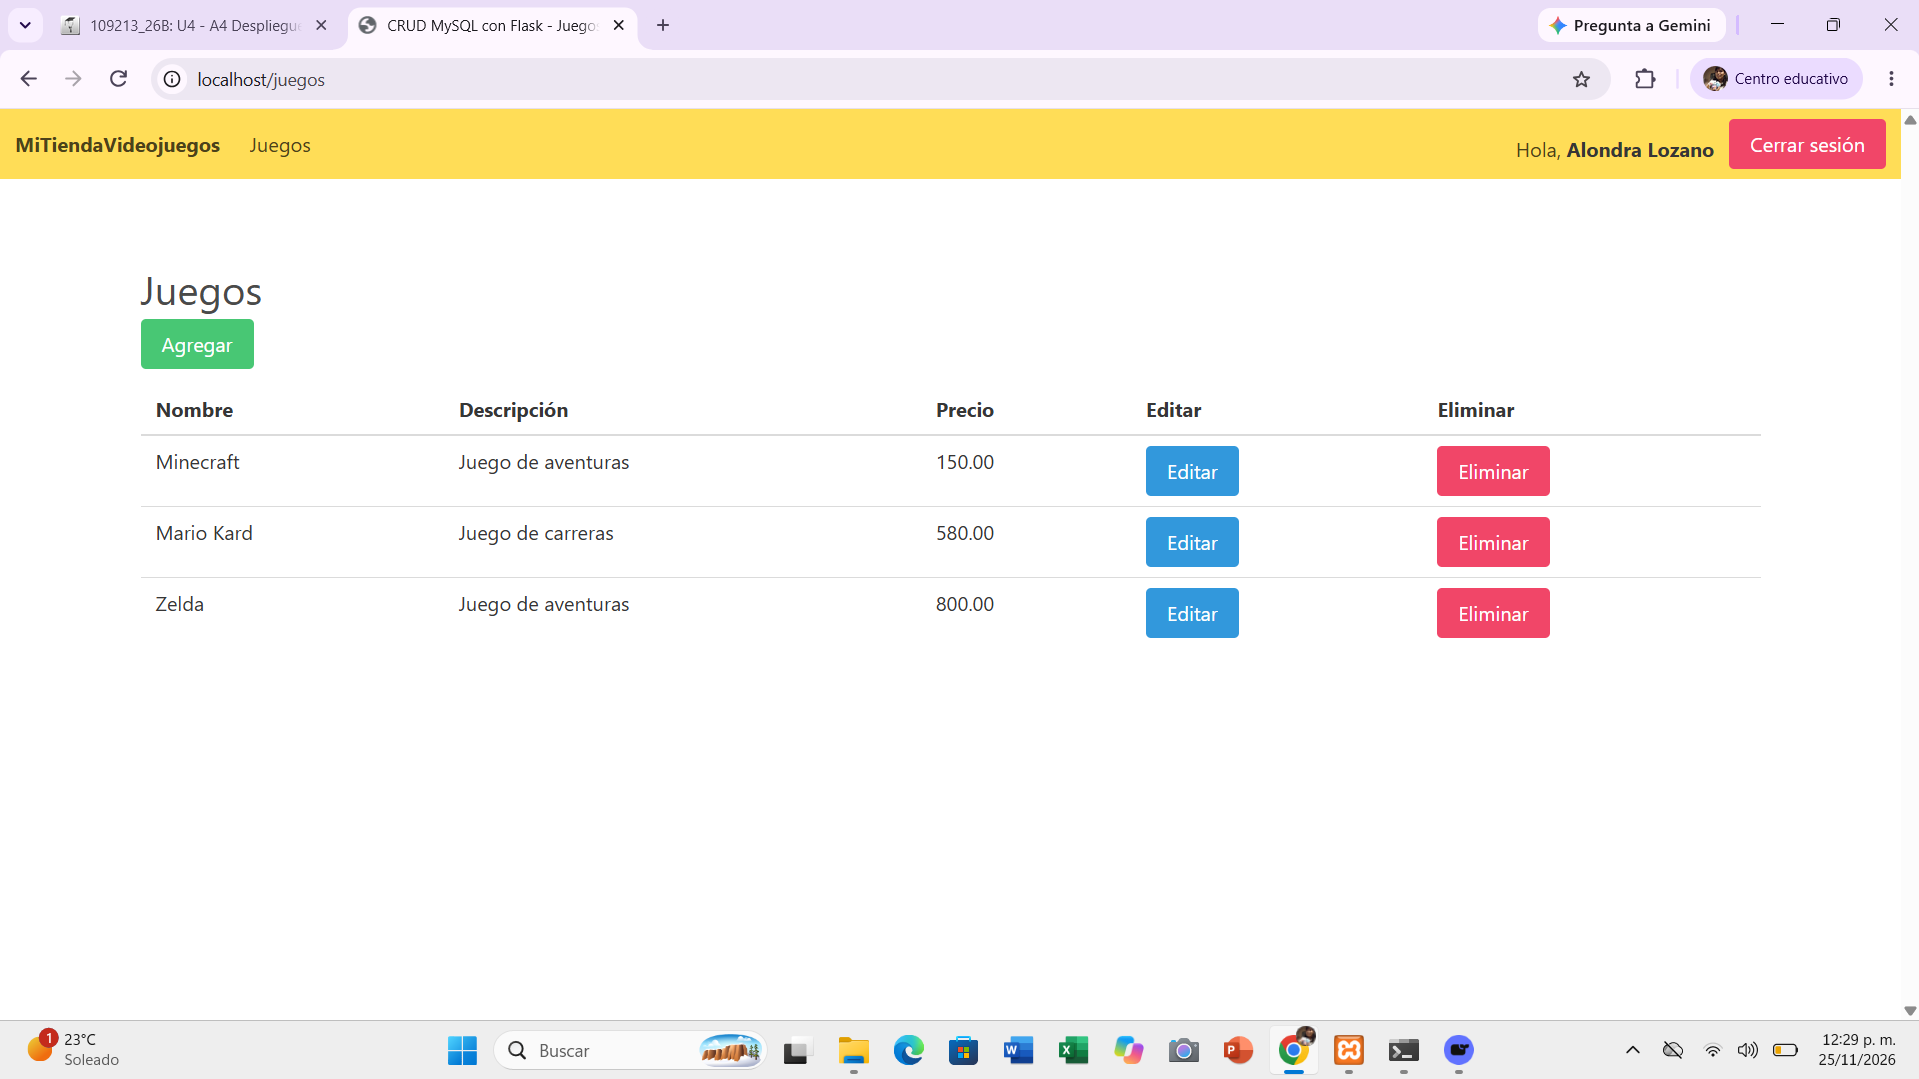 109213_26B: U4 - A4 Despliegue
CRUD MySQL con Flask - Juego
Pregunta a Gemini
localhost/juegos
Centro educativo
MiTiendaVideojuegos Juegos
Hola, Alondra Lozano Cerrar sesión
Juegos
Agregar
Nombre Descripción Precio Editar Eliminar
Minecraft Juego de aventuras 150.00 Editar Eliminar
Mario Kard Juego de carreras 580.00 Editar Eliminar
Zelda Juego de aventuras 800.00 Editar Eliminar
1
23°C
Soleado
Buscar
12:29 p. m.
25/11/2026